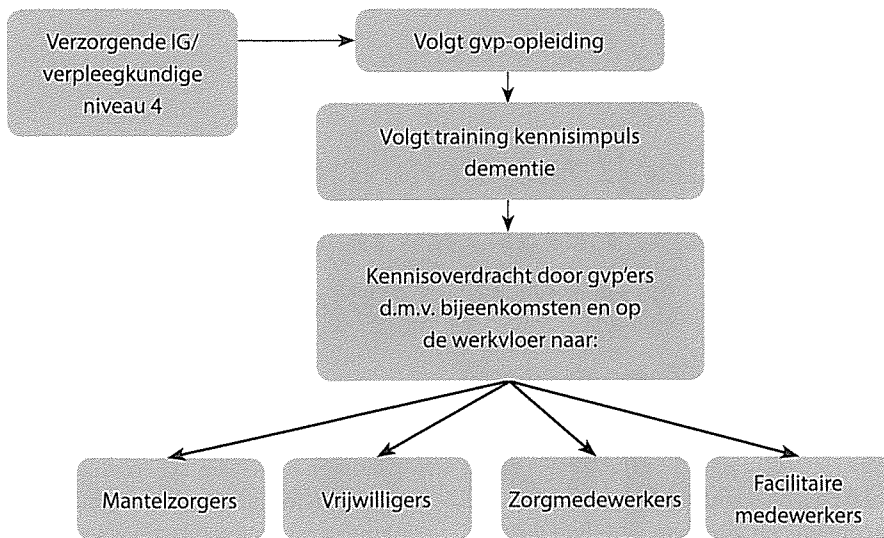 Verzorgende IG/
verpleegkundige
niveau 4
Volgt gvp-opleiding
Volgt training kennisimpuls
dementie
Kennisoverdracht door gvp'ers
d.m.v. bijeenkomsten en op
de werkvloer naar:
Mantelzorgers
Vrijwilligers
Zorgmedewerkers
Facilitaire
medewerkers